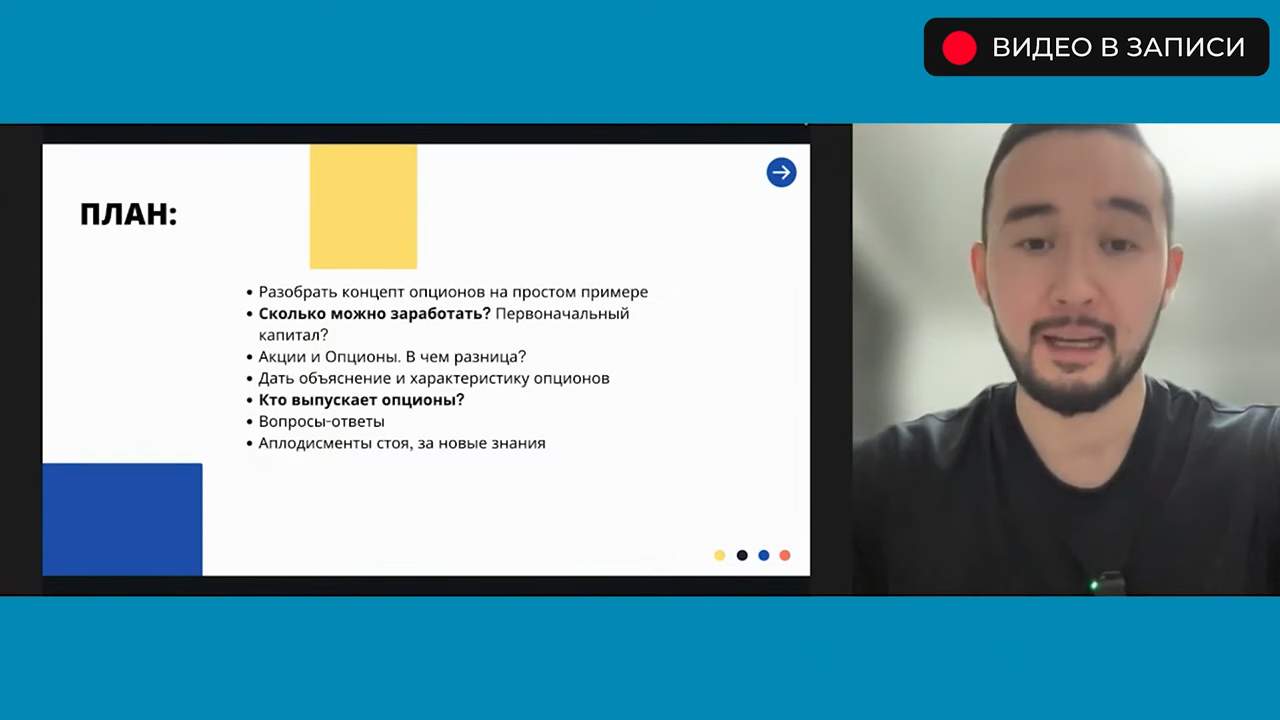 ВИДЕО В ЗАПИСИ
ПЛАН:
• Разобрать концепт опционов на простом примере
• Сколько можно заработать? Первоначальный
капитал?
• Акции и Опционы. В чем разница?
• Дать объяснение и характеристику опционов
• Кто выпускает опционы?
• Вопросы-ответы
• Аплодисменты стоя, за новые знания